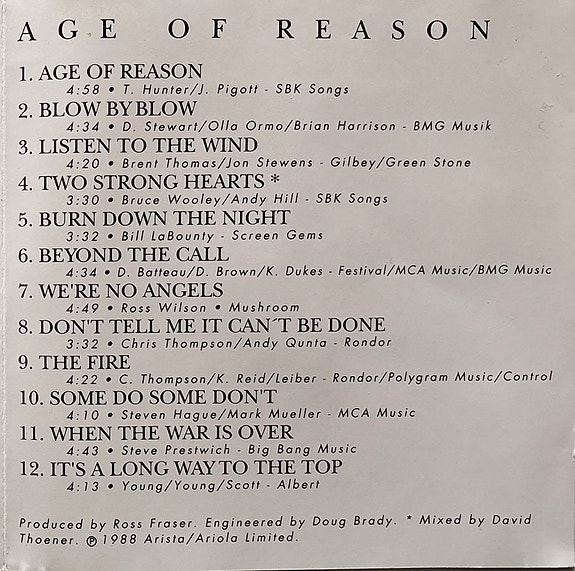 AGE OF REASON
1. AGE OF REASON
4:58 • T. Hunter/J. Pigott - SBK Songs
2. BLOW BY BLOW
4:34 • D. Stewart/Olla Ormo/Brian Harrison - BMG Musik
3. LISTEN TO THE WIND
4:20 • Brent Thomas/Jon Stewens - Gilbey/Green Stone
4. TWO STRONG HEARTS *
3:30 • Bruce Wooley/Andy Hill - SBK Songs
5. BURN DOWN THE NIGHT
3:32 • Bill LaBounty - Screen Gems
6. BEYOND THE CALL
4:34 • D. Batteau/D. Brown/K. Dukes - Festival/MCA Music/BMG Music
7. WE'RE NO ANGELS
4:49 • Ross Wilson • Mushroom
8. DON'T TELL ME IT CAN´T BE DONE
3:32 • Chris Thompson/Andy Qunta - Rondor
9. THE FIRE
4:22 • C. Thompson/K. Reid/Leiber - Rondor/Polygram Music/Control
10. SOME DO SOME DON'T
4:10 • Steven Hague/Mark Mueller - MCA Music
11. WHEN THE WAR IS OVER
4:43 • Steve Prestwich - Big Bang Music
12. IT'S A LONG WAY TO THE TOP
4:13 • Young/Young/Scott - Albert
Produced by Ross Fraser. Engineered by Doug Brady. * Mixed by David
Thoener. ℗ 1988 Arista/Ariola Limited.